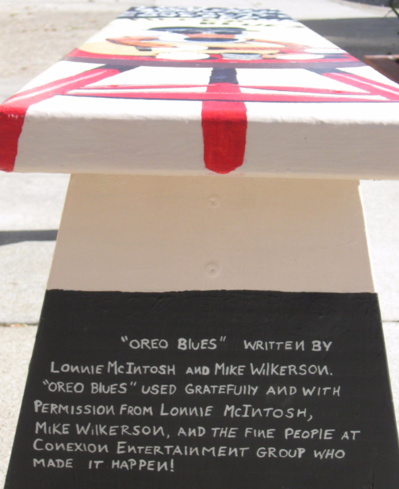 "OREO BLUES" WRITTEN BY
LONNIE MCINTOSH AND MIKE WILKERSON.
"OREO BLUES" USED GRATEFULLY AND WITH
PERMISSION FROM LONNIE MCINTOSH,
MIKE WILKERSON, AND THE FINE PEOPLE AT
CONEXION ENTERTAINMENT GROUP WHO
MADE IT HAPPEN!